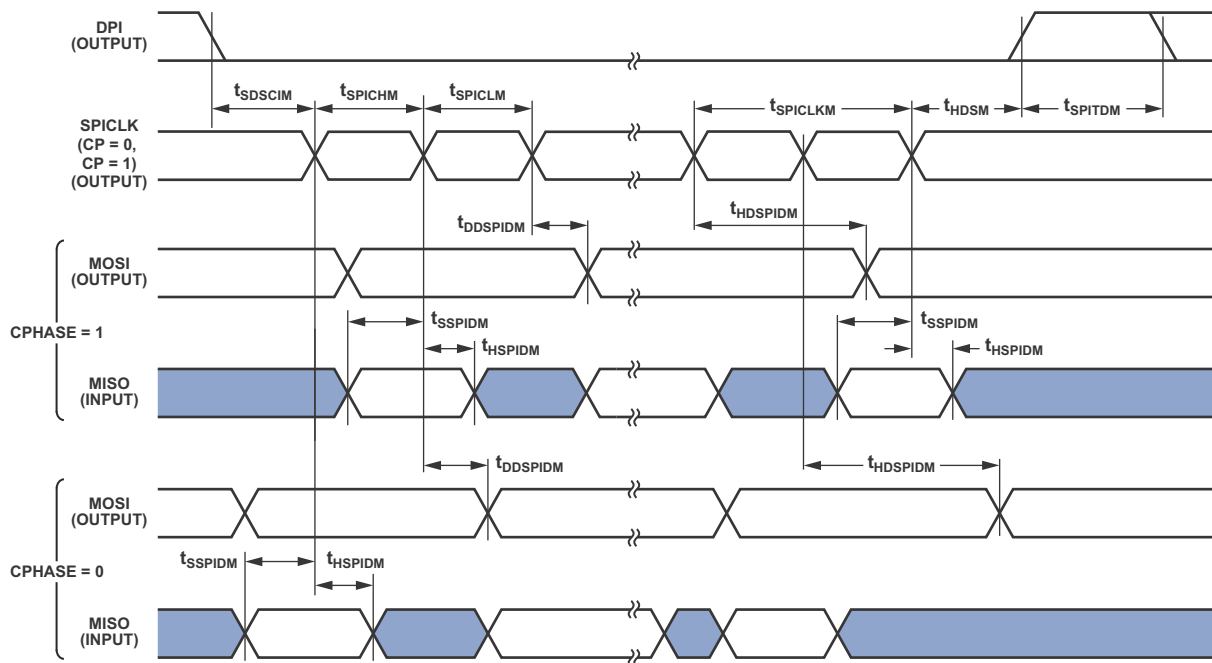 DPI
(OUTPUT)
tSDSCIM tSPICHM tSPICLM tSPICLKM tHDSM tSPITDM
SPICLK
(CP = 0,
CP = 1)
(OUTPUT)
tDDSPIDM tHDSPIDM
CPHASE = 1
MOSI
(OUTPUT)
tSSPIDM tSSPIDM
tHSPIDM tHSPIDM
MISO
(INPUT)
tDDSPIDM tHDSPIDM
CPHASE = 0
MOSI
(OUTPUT)
tSSPIDM tHSPIDM
MISO
(INPUT)